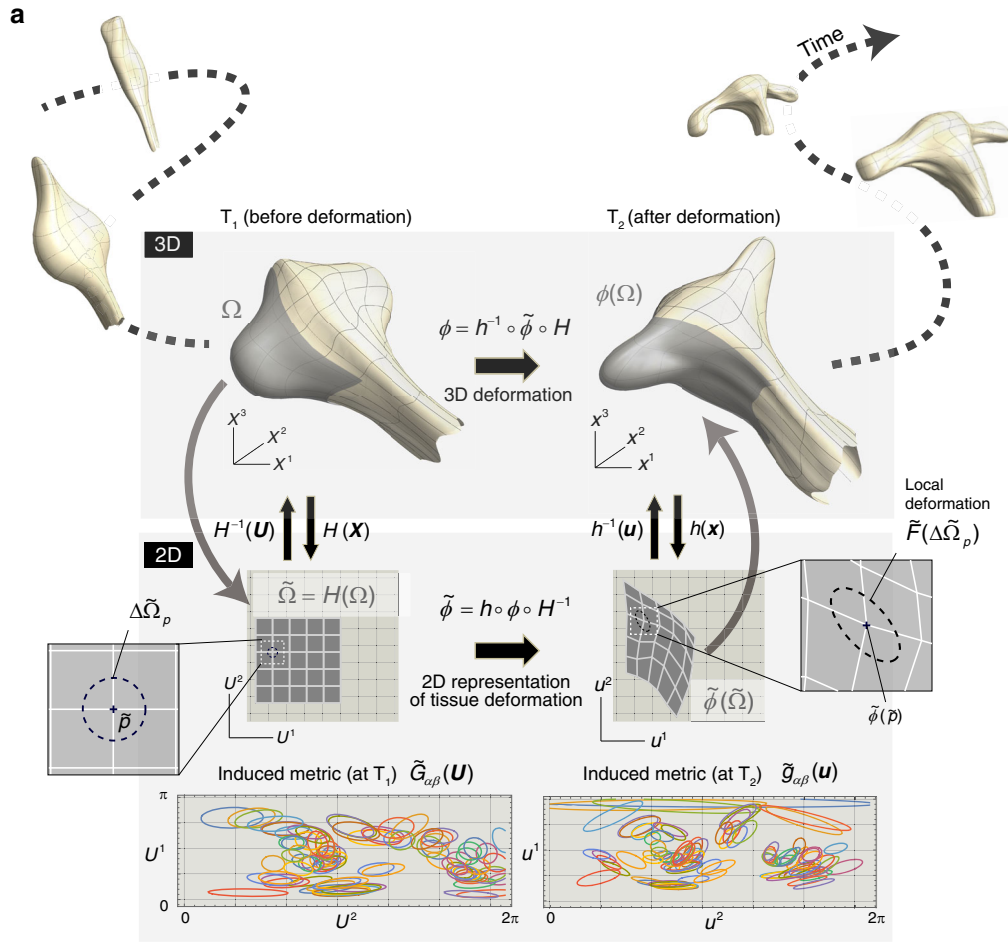 a
Time
T₁ (before deformation)
T₂ (after deformation)
3D
Ω
ϕ(Ω)
ϕ = h⁻¹ ∘ ϕ̃ ∘ H
3D deformation
X³
X²
X¹
x³
x²
x¹
Local
deformation
F̃(ΔΩ̃ₚ)
H⁻¹(U)
H(X)
h⁻¹(u)
h(x)
2D
Ω̃ = H(Ω)
ϕ̃ = h ∘ ϕ ∘ H⁻¹
2D representation
of tissue deformation
ΔΩ̃ₚ
p̃
U²
U¹
u²
u¹
ϕ̃(Ω̃)
ϕ̃(p̃)
Induced metric (at T₁) G̃αβ(U)
Induced metric (at T₂) g̃αβ(u)
π
U¹
0
0
U²
2π
u¹
0
u²
2π